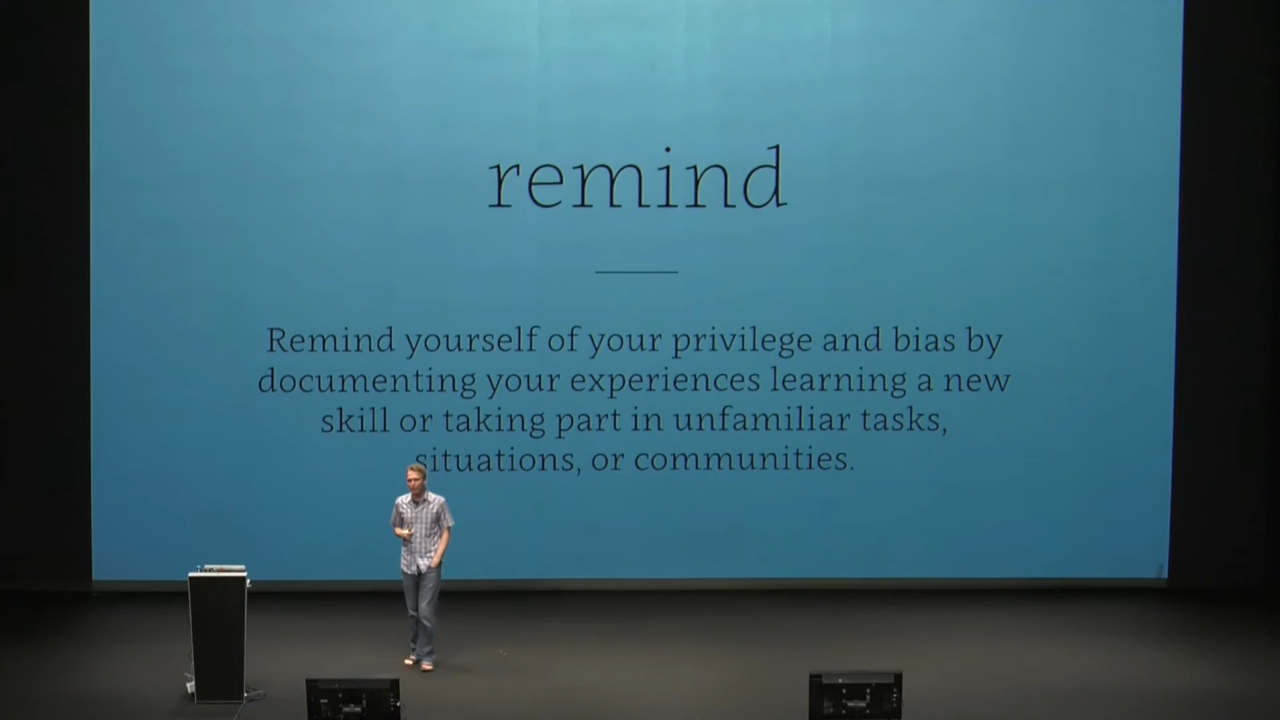 remind
Remind yourself of your privilege and bias by
documenting your experiences learning a new
skill or taking part in unfamiliar tasks,
situations, or communities.